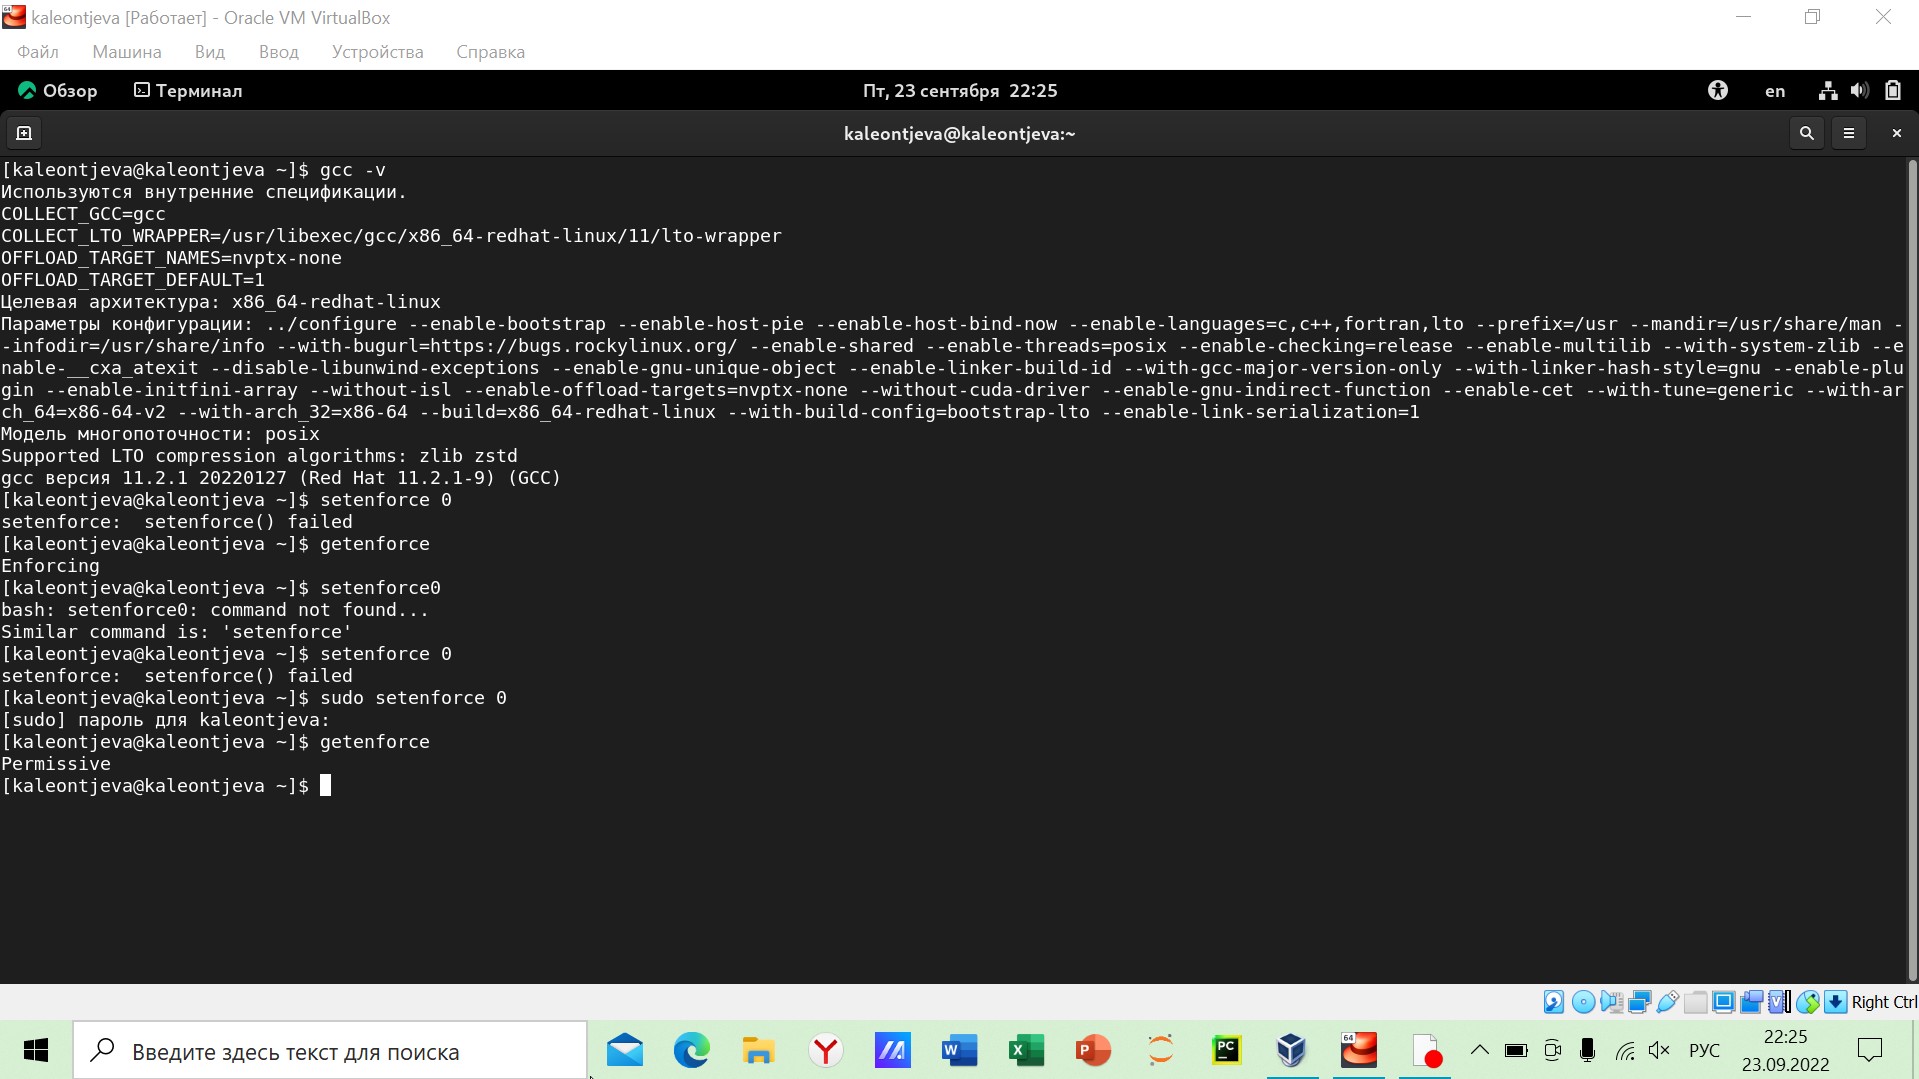 kaleontjeva [Работает] - Oracle VM VirtualBox
Файл Машина Вид Ввод Устройства Справка
Обзор Терминал Пт, 23 сентября 22:25 en
kaleontjeva@kaleontjeva:~
[kaleontjeva@kaleontjeva ~]$ gcc -v
Используются внутренние спецификации.
COLLECT_GCC=gcc
COLLECT_LTO_WRAPPER=/usr/libexec/gcc/x86_64-redhat-linux/11/lto-wrapper
OFFLOAD_TARGET_NAMES=nvptx-none
OFFLOAD_TARGET_DEFAULT=1
Целевая архитектура: x86_64-redhat-linux
Параметры конфигурации: ../configure --enable-bootstrap --enable-host-pie --enable-host-bind-now --enable-languages=c,c++,fortran,lto --prefix=/usr --mandir=/usr/share/man -
-infodir=/usr/share/info --with-bugurl=https://bugs.rockylinux.org/ --enable-shared --enable-threads=posix --enable-checking=release --enable-multilib --with-system-zlib --e
nable-__cxa_atexit --disable-libunwind-exceptions --enable-gnu-unique-object --enable-linker-build-id --with-gcc-major-version-only --with-linker-hash-style=gnu --enable-plu
gin --enable-initfini-array --without-isl --enable-offload-targets=nvptx-none --without-cuda-driver --enable-gnu-indirect-function --enable-cet --with-tune=generic --with-ar
ch_64=x86-64-v2 --with-arch_32=x86-64 --build=x86_64-redhat-linux --with-build-config=bootstrap-lto --enable-link-serialization=1
Модель многопоточности: posix
Supported LTO compression algorithms: zlib zstd
gcc версия 11.2.1 20220127 (Red Hat 11.2.1-9) (GCC)
[kaleontjeva@kaleontjeva ~]$ setenforce 0
setenforce:  setenforce() failed
[kaleontjeva@kaleontjeva ~]$ getenforce
Enforcing
[kaleontjeva@kaleontjeva ~]$ setenforce0
bash: setenforce0: command not found...
Similar command is: 'setenforce'
[kaleontjeva@kaleontjeva ~]$ setenforce 0
setenforce:  setenforce() failed
[kaleontjeva@kaleontjeva ~]$ sudo setenforce 0
[sudo] пароль для kaleontjeva:
[kaleontjeva@kaleontjeva ~]$ getenforce
Permissive
[kaleontjeva@kaleontjeva ~]$
Right Ctrl
Введите здесь текст для поиска
РУС
22:25
23.09.2022